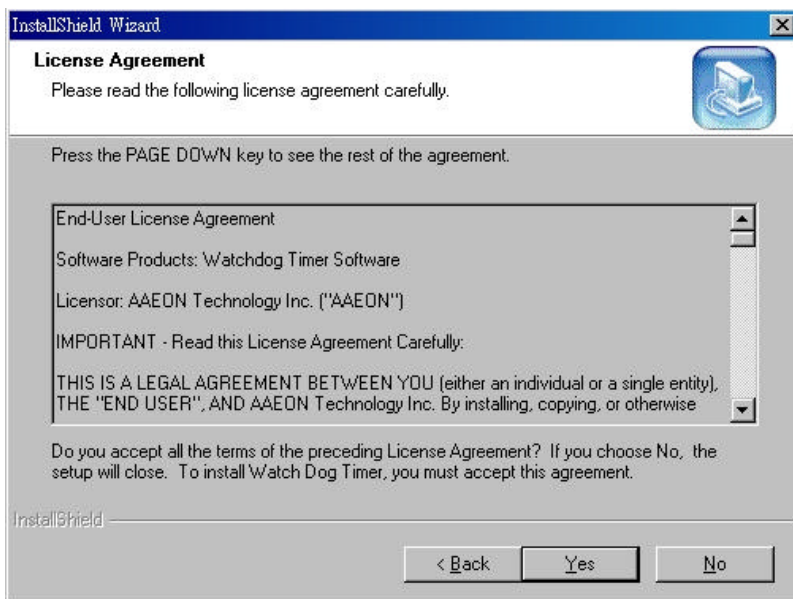 InstallShield Wizard
License Agreement
Please read the following license agreement carefully.
Press the PAGE DOWN key to see the rest of the agreement.
End-User License Agreement
Software Products: Watchdog Timer Software
Licensor: AAEON Technology Inc. ("AAEON")
IMPORTANT - Read this License Agreement Carefully:
THIS IS A LEGAL AGREEMENT BETWEEN YOU (either an individual or a single entity),
THE "END USER", AND AAEON Technology Inc. By installing, copying, or otherwise
Do you accept all the terms of the preceding License Agreement? If you choose No, the
setup will close. To install Watch Dog Timer, you must accept this agreement.
InstallShield
< Back
Yes
No